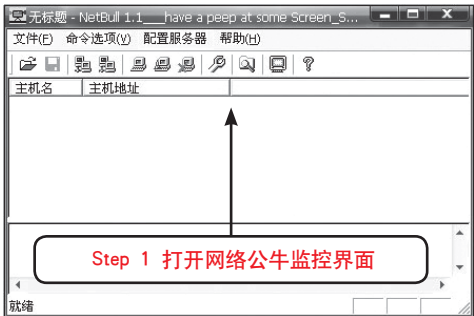 无标题 - NetBull 1.1___have a peep at some Screen_S...
文件(F) 命令选项(V) 配置服务器 帮助(H)
主机名 主机地址
Step 1 打开网络公牛监控界面
就绪